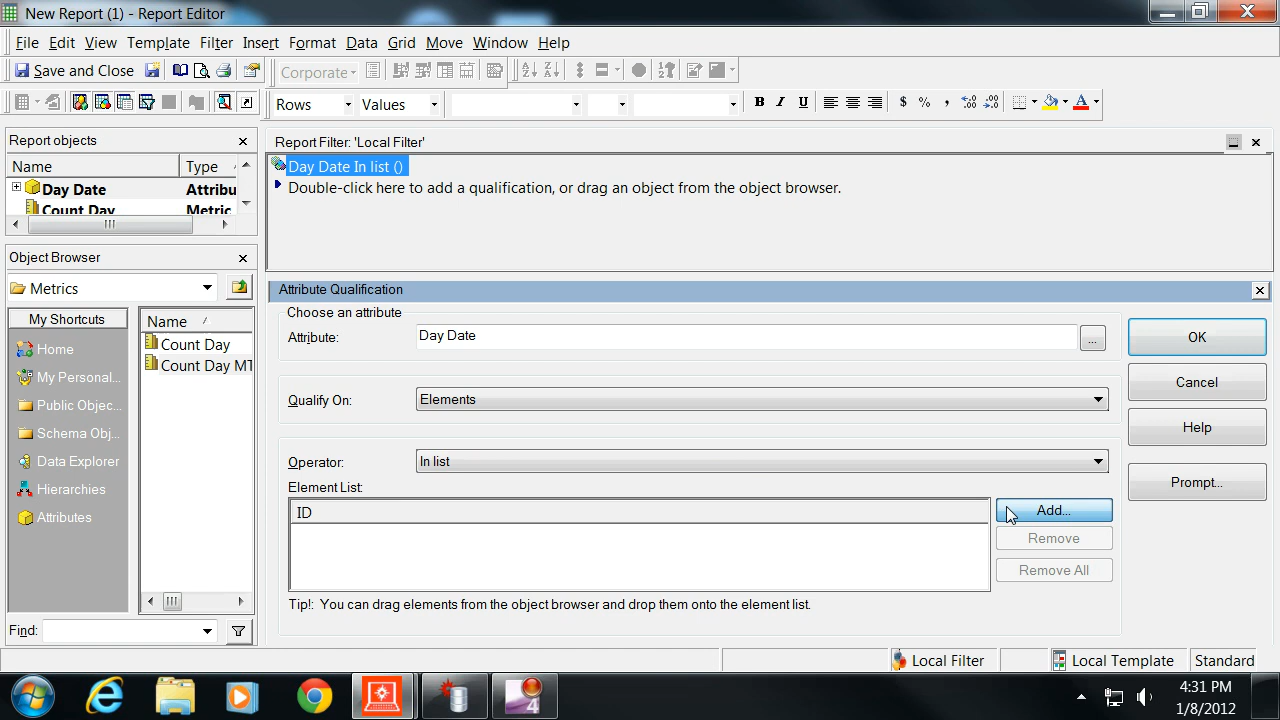 New Report (1) - Report Editor
File Edit View Template Filter Insert Format Data Grid Move Window Help
Save and Close Corporate
Rows Values B I U $ % ,
Report objects
Name Type
Day Date Attribu
Count Day Metric
Object Browser
Metrics
My Shortcuts
Home
My Personal...
Public Objec...
Schema Obj...
Data Explorer
Hierarchies
Attributes
Name
Count Day
Count Day MT
Find:
Report Filter: 'Local Filter'
Day Date In list ()
Double-click here to add a qualification, or drag an object from the object browser.
Attribute Qualification
Choose an attribute
Attribute: Day Date ...
Qualify On: Elements
Operator: In list
Element List:
ID
Add...
Remove
Remove All
Tip!: You can drag elements from the object browser and drop them onto the element list.
OK
Cancel
Help
Prompt...
Local Filter Local Template Standard
4
4:31 PM
1/8/2012